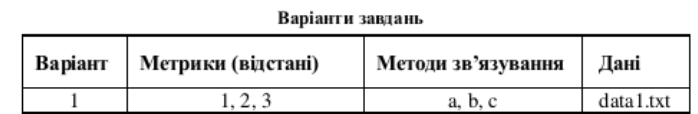 Варіанти завдань
Варіант Метрики (відстані) Методи зв’язування Дані
1 1, 2, 3 a, b, c data1.txt